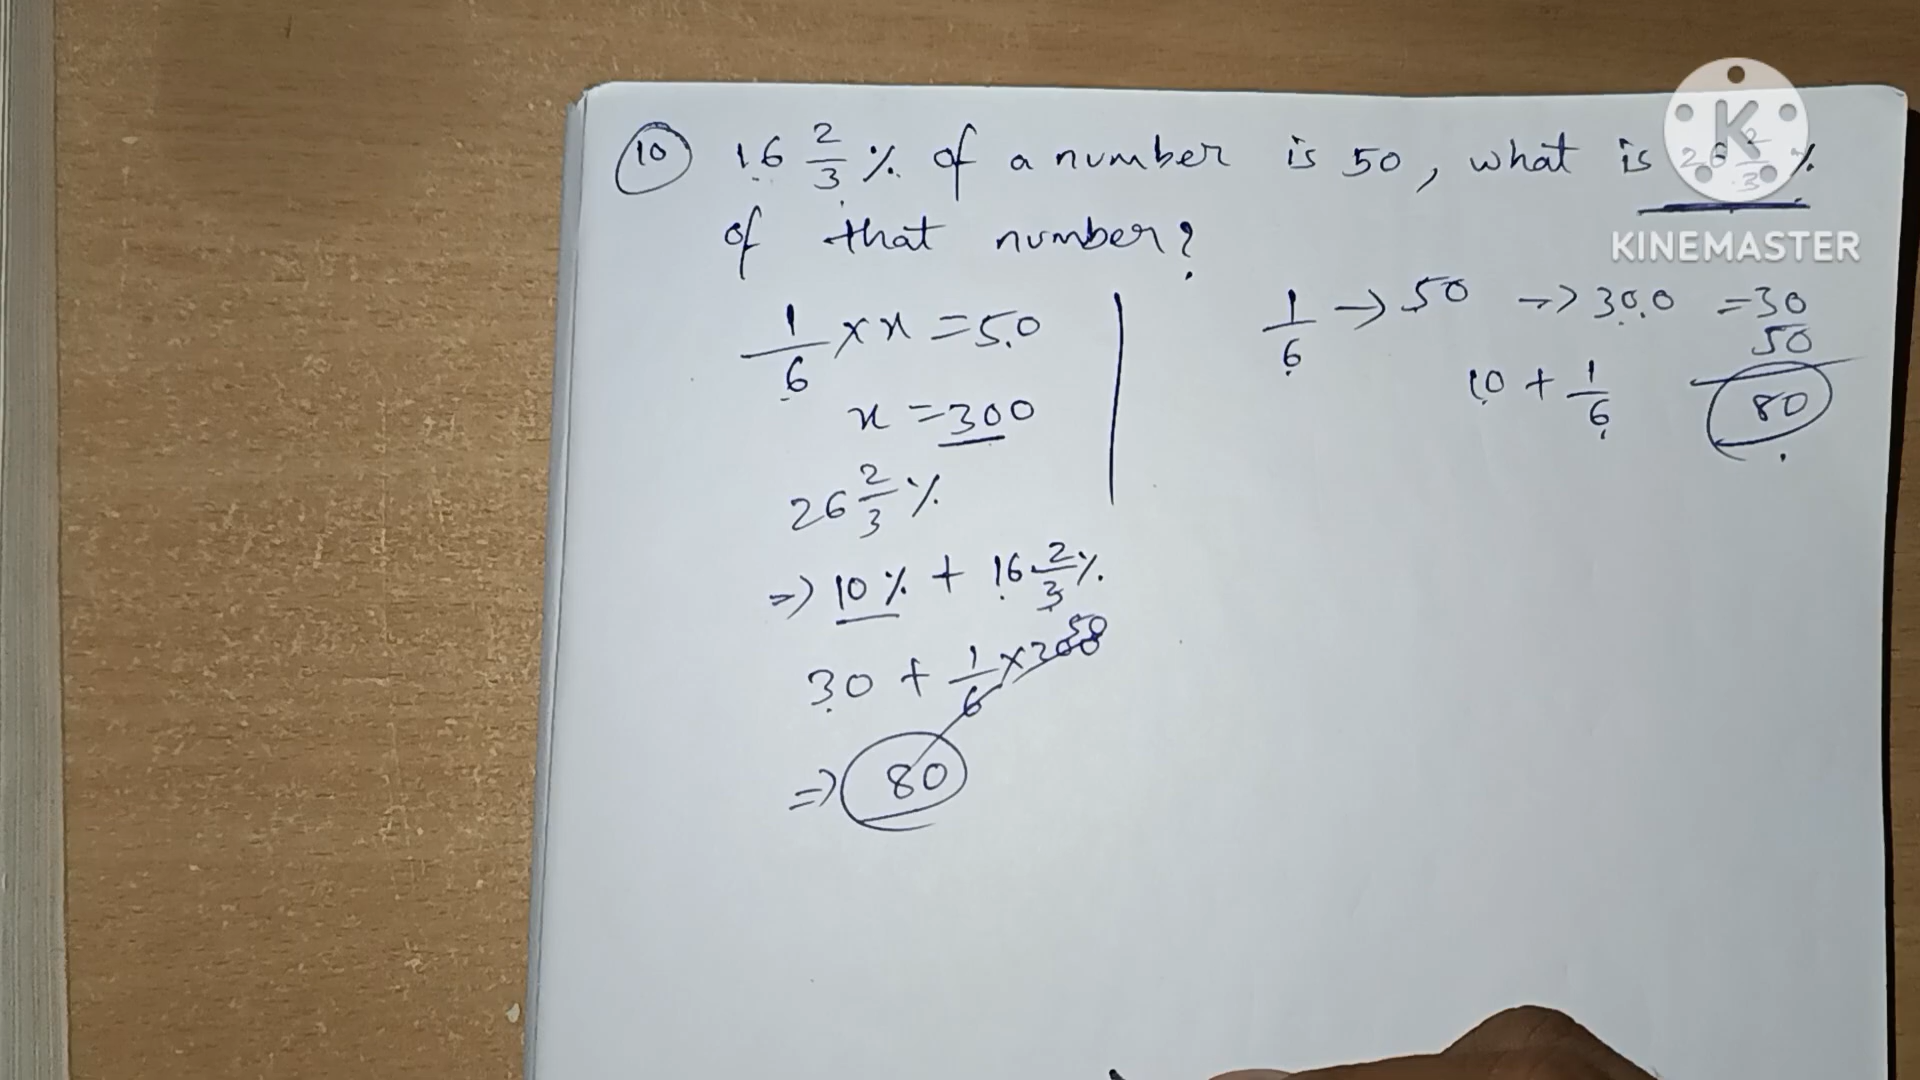 10 16 2/3 % of a number is 50, what is 26 2/3 %
of that number?
KINEMASTER
1/6 × x = 50
x = 300
26 2/3 %
=> 10% + 16 2/3 %
30 + 1/6 × 300 50
=> 80
1/6 -> 50 -> 300 = 30
50
10 + 1/6
80